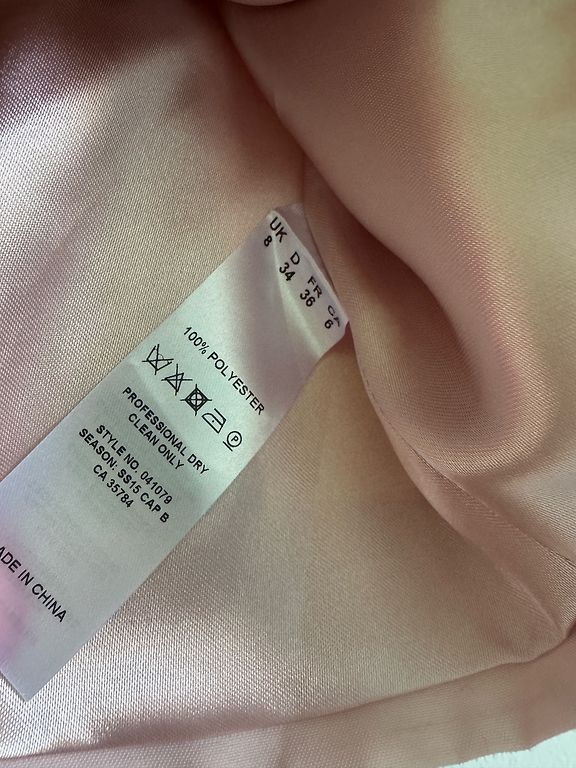 UK D FR CA
8 34 36 6
100% POLYESTER
P
PROFESSIONAL DRY
CLEAN ONLY
STYLE NO. 041079
SEASON: SS15 CAP B
CA 35784
ADE IN CHINA